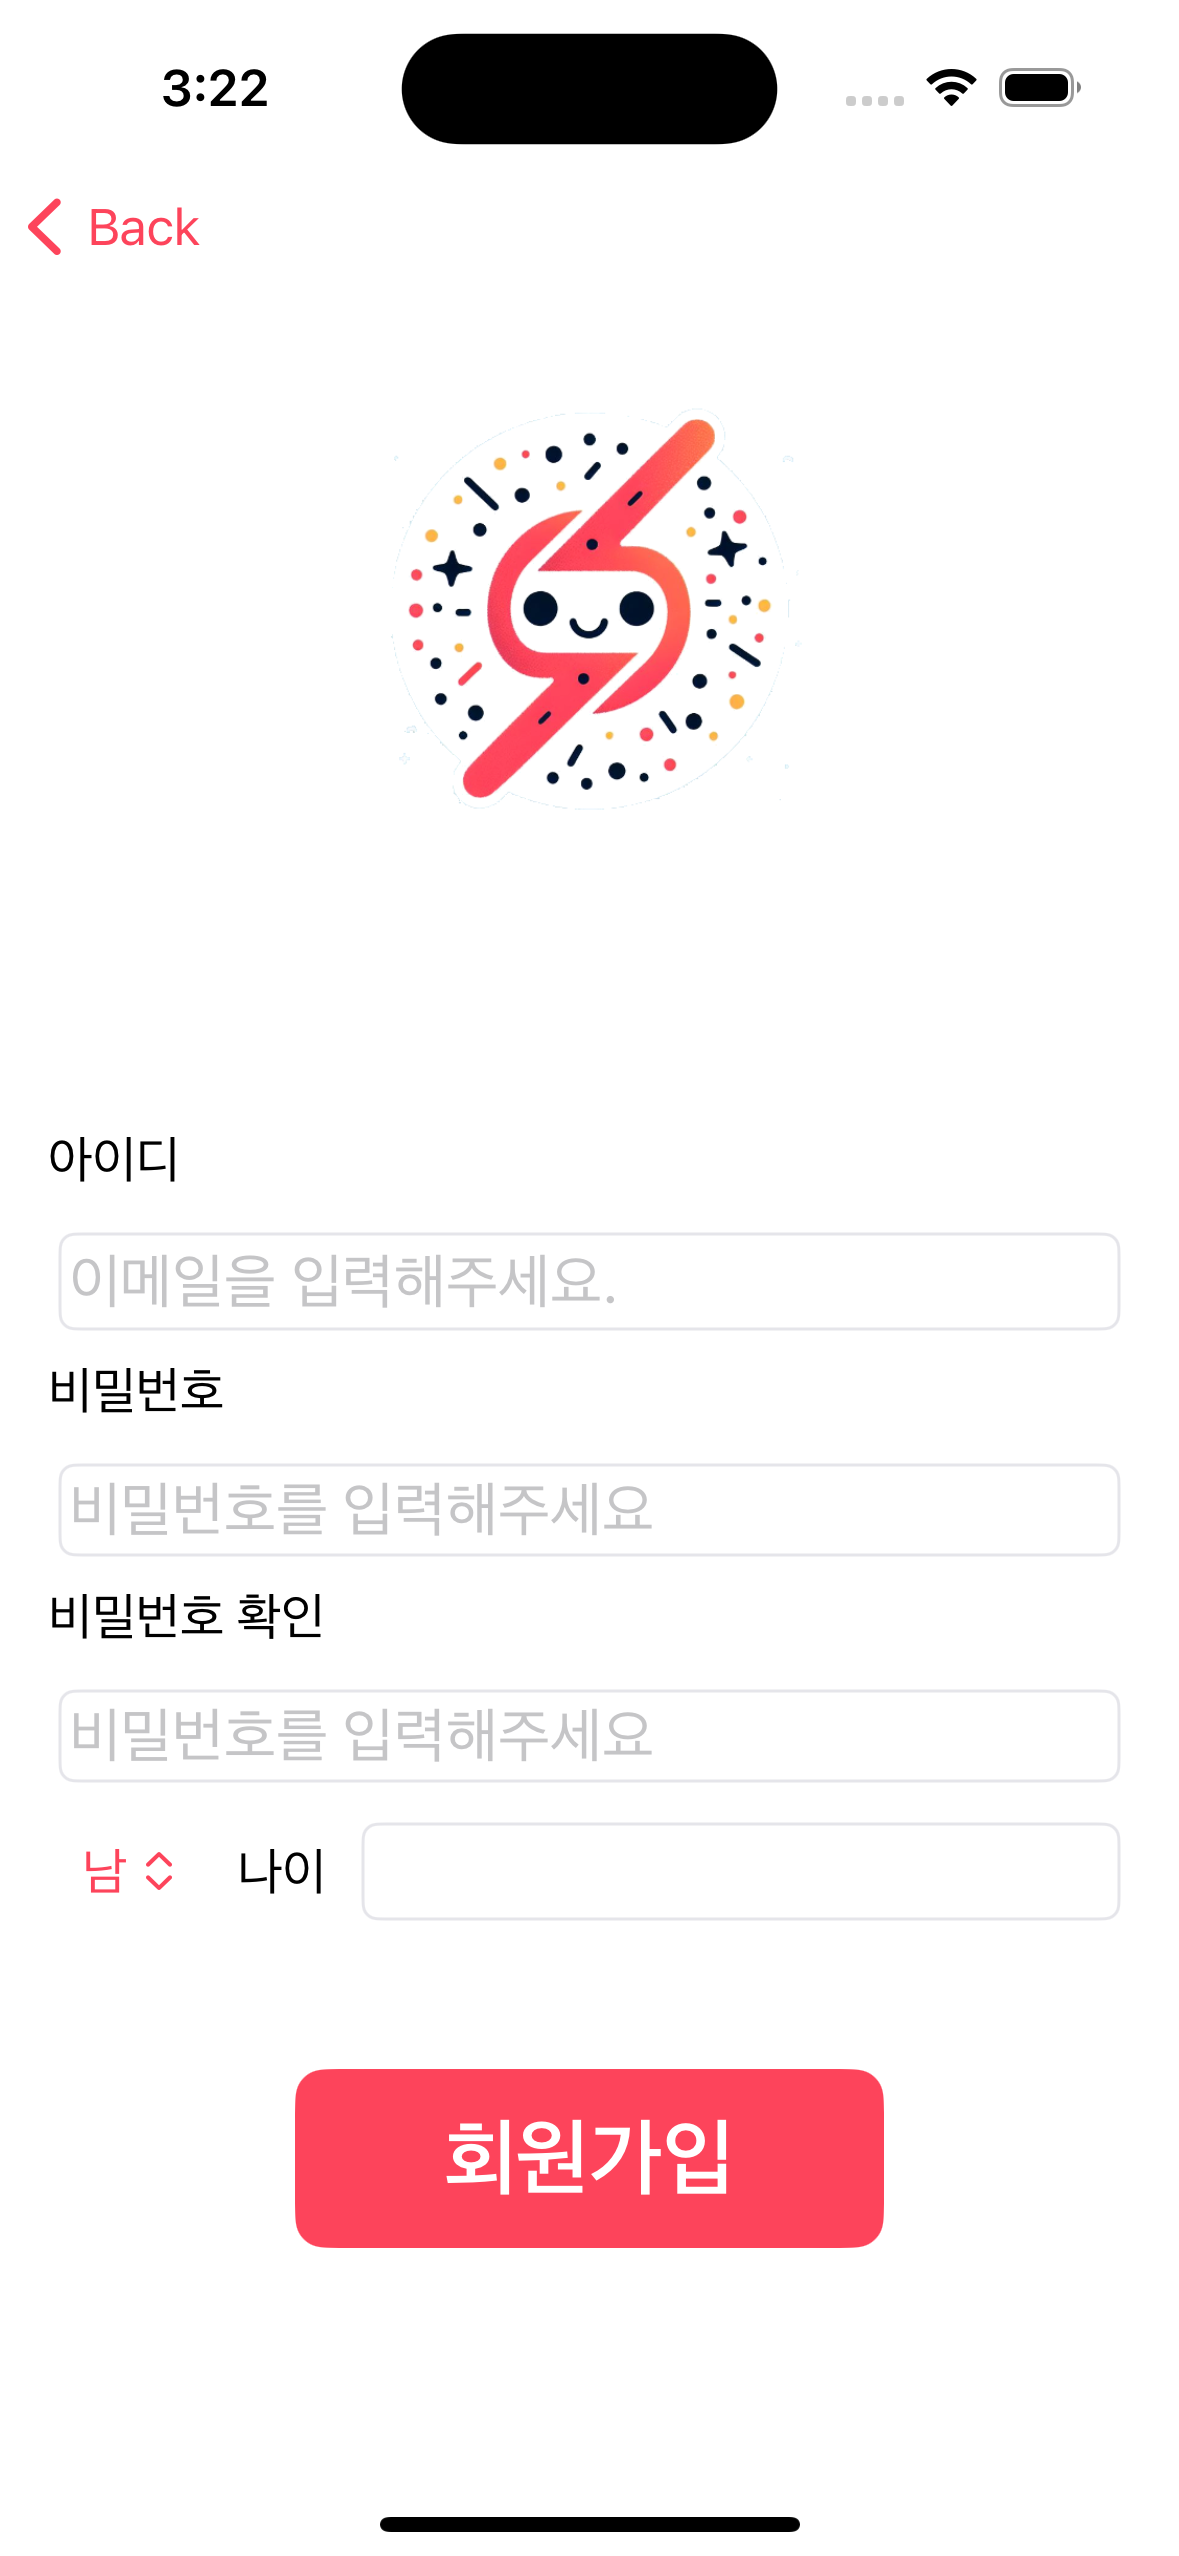 3:22
Back
아이디
이메일을 입력해주세요.
비밀번호
비밀번호를 입력해주세요
비밀번호 확인
비밀번호를 입력해주세요
남 나이
회원가입